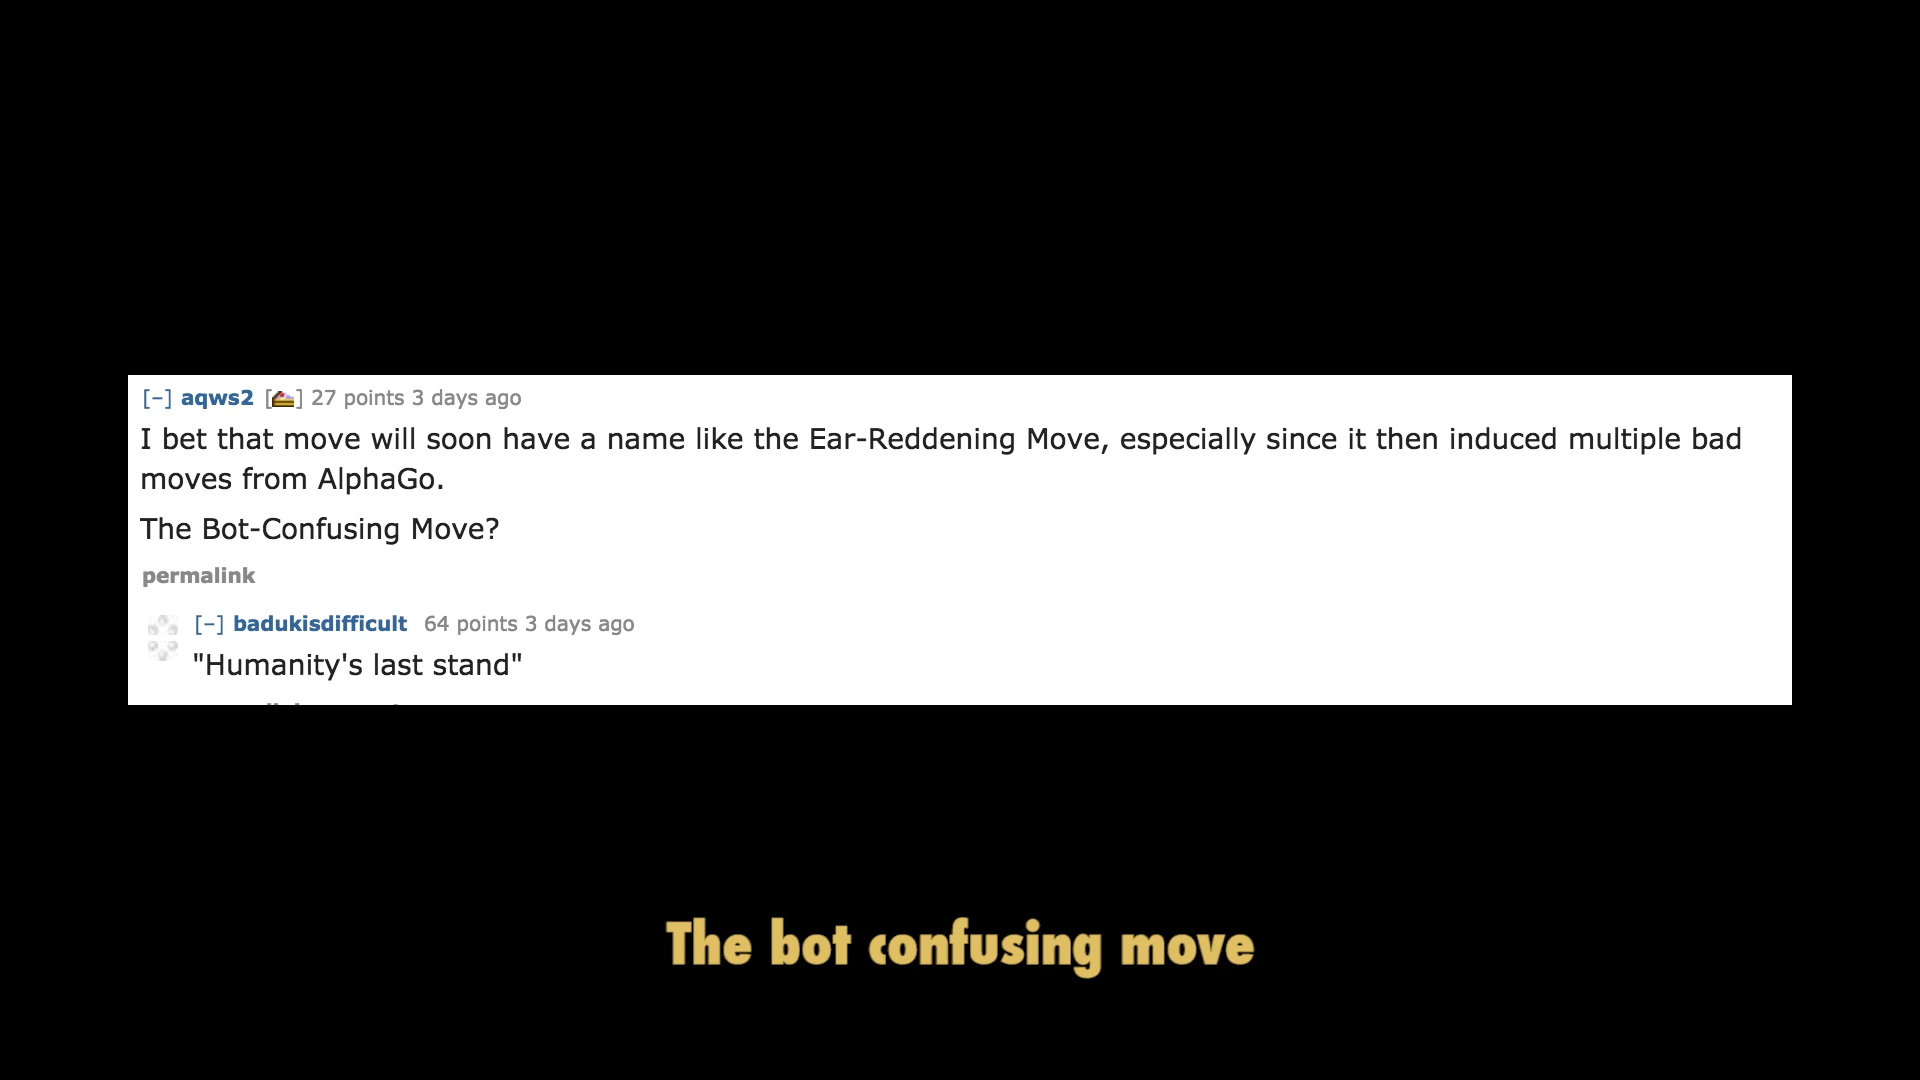 [–] aqws2 [🍰] 27 points 3 days ago
I bet that move will soon have a name like the Ear-Reddening Move, especially since it then induced multiple bad
moves from AlphaGo.
The Bot-Confusing Move?
permalink
[–] badukisdifficult 64 points 3 days ago
"Humanity's last stand"
The bot confusing move